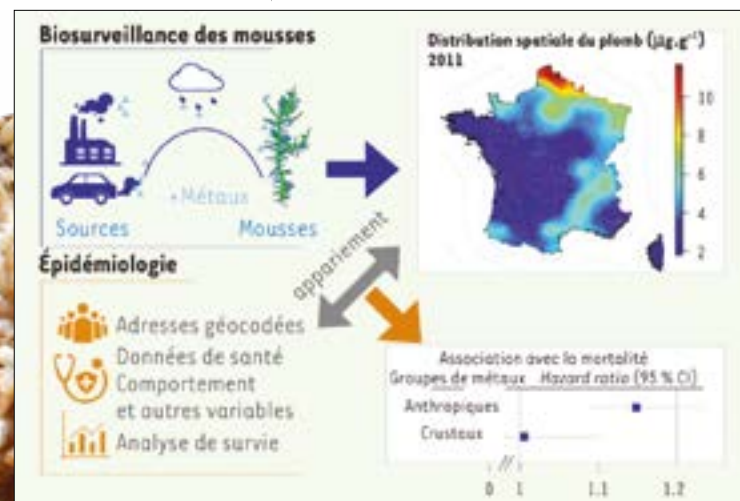 Biosurveillance des mousses
+Métaux
Sources
Mousses
Distribution spatiale du plomb (µg.g⁻¹)
2011
10
8
6
4
2
appariement
Épidémiologie
Adresses géocodées
Données de santé
Comportement
et autres variables
Analyse de survie
Association avec la mortalité
Groupes de métaux Hazard ratio (95 % CI)
Anthropiques
Crustaux
0 // 1 1.1 1.2